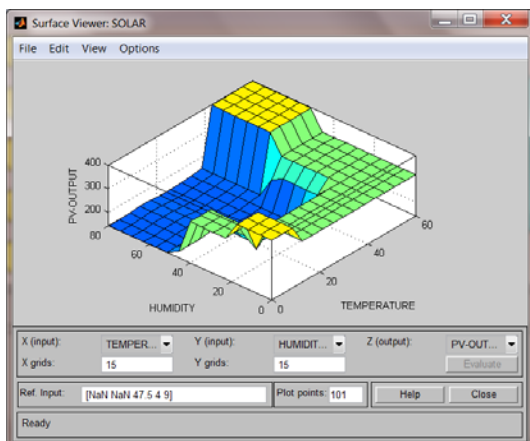 Surface Viewer: SOLAR
File Edit View Options
400
300
200
PV-OUTPUT
80
60
40
20
0
HUMIDITY
0
20
40
60
TEMPERATURE
X (input): TEMPER... Y (input): HUMIDIT... Z (output): PV-OUT...
X grids: 15 Y grids: 15 Evaluate
Ref. Input: [NaN NaN 47.5 4 9] Plot points: 101 Help Close
Ready